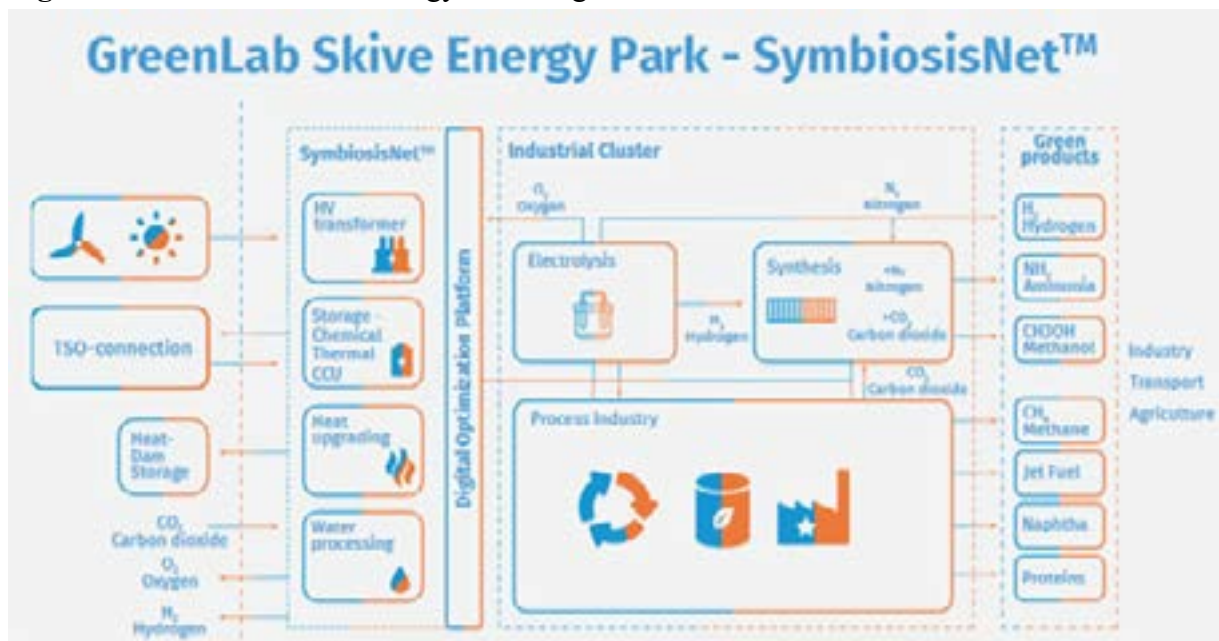 GreenLab Skive Energy Park - SymbiosisNet™
SymbiosisNet™
HV
transformer
Storage -
Chemical
Thermal
CCU
Heat
upgrading
Water
processing
TSO-connection
Heat-
Dam
Storage
CO₂
Carbon dioxide
O₂
Oxygen
H₂
Hydrogen
Digital Optimization Platform
Industrial Cluster
O₂
Oxygen
N₂
Nitrogen
Electrolysis
H₂
Hydrogen
Synthesis
+N₂
Nitrogen
+CO₂
Carbon dioxide
CO₂
Carbon dioxide
Process Industry
Green
products
H₂
Hydrogen
NH₃
Ammonia
CH3OH
Methanol
CH₄
Methane
Jet Fuel
Naphtha
Proteins
Industry
Transport
Agriculture